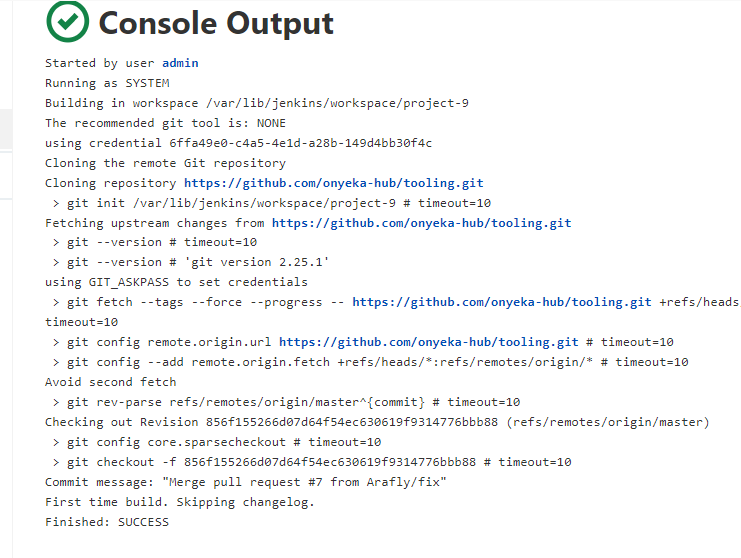 Console Output
Started by user admin
Running as SYSTEM
Building in workspace /var/lib/jenkins/workspace/project-9
The recommended git tool is: NONE
using credential 6ffa49e0-c4a5-4e1d-a28b-149d4bb30f4c
Cloning the remote Git repository
Cloning repository https://github.com/onyeka-hub/tooling.git
 > git init /var/lib/jenkins/workspace/project-9 # timeout=10
Fetching upstream changes from https://github.com/onyeka-hub/tooling.git
 > git --version # timeout=10
 > git --version # 'git version 2.25.1'
using GIT_ASKPASS to set credentials
 > git fetch --tags --force --progress -- https://github.com/onyeka-hub/tooling.git +refs/heads
timeout=10
 > git config remote.origin.url https://github.com/onyeka-hub/tooling.git # timeout=10
 > git config --add remote.origin.fetch +refs/heads/*:refs/remotes/origin/* # timeout=10
Avoid second fetch
 > git rev-parse refs/remotes/origin/master^{commit} # timeout=10
Checking out Revision 856f155266d07d64f54ec630619f9314776bbb88 (refs/remotes/origin/master)
 > git config core.sparsecheckout # timeout=10
 > git checkout -f 856f155266d07d64f54ec630619f9314776bbb88 # timeout=10
Commit message: "Merge pull request #7 from Arafly/fix"
First time build. Skipping changelog.
Finished: SUCCESS